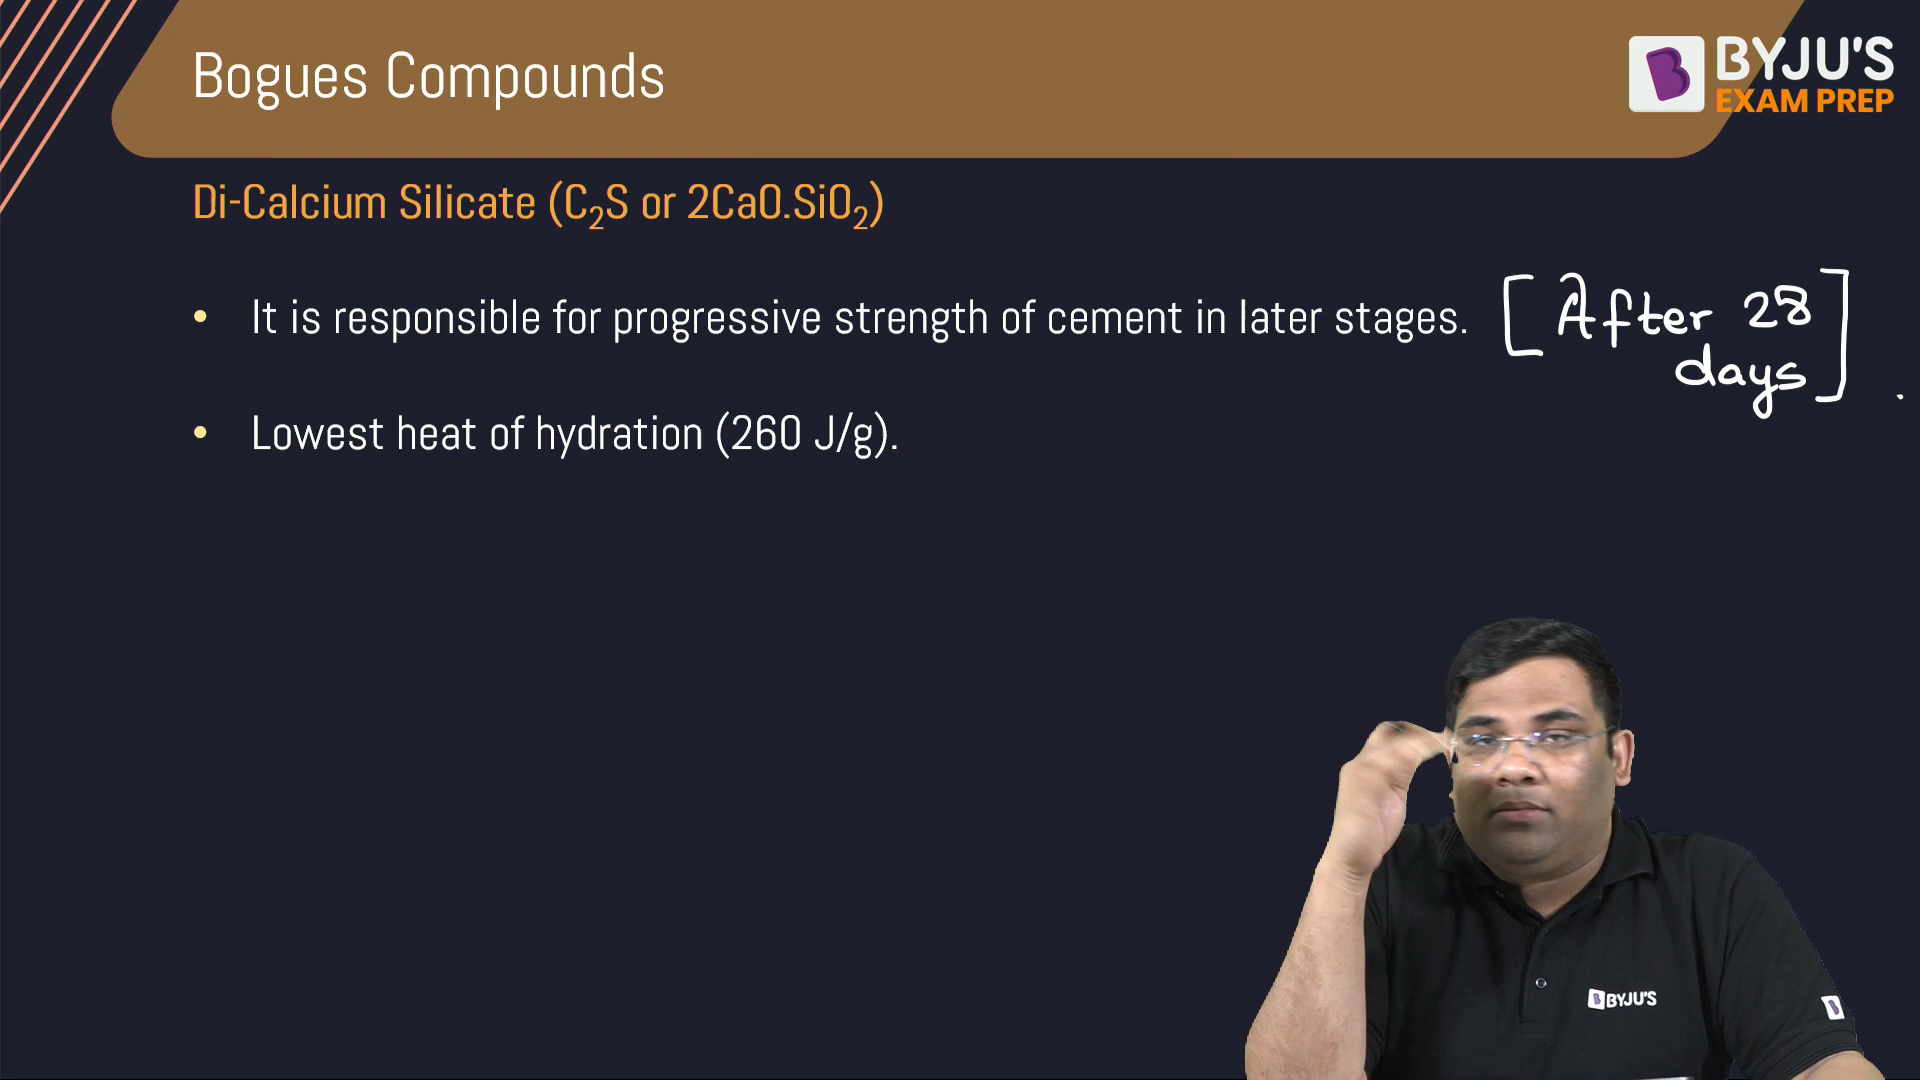 Bogues Compounds
BYJU'S
EXAM PREP
Di-Calcium Silicate (C₂S or 2CaO.SiO₂)
• It is responsible for progressive strength of cement in later stages. [After 28
days]
• Lowest heat of hydration (260 J/g).
BYJU'S